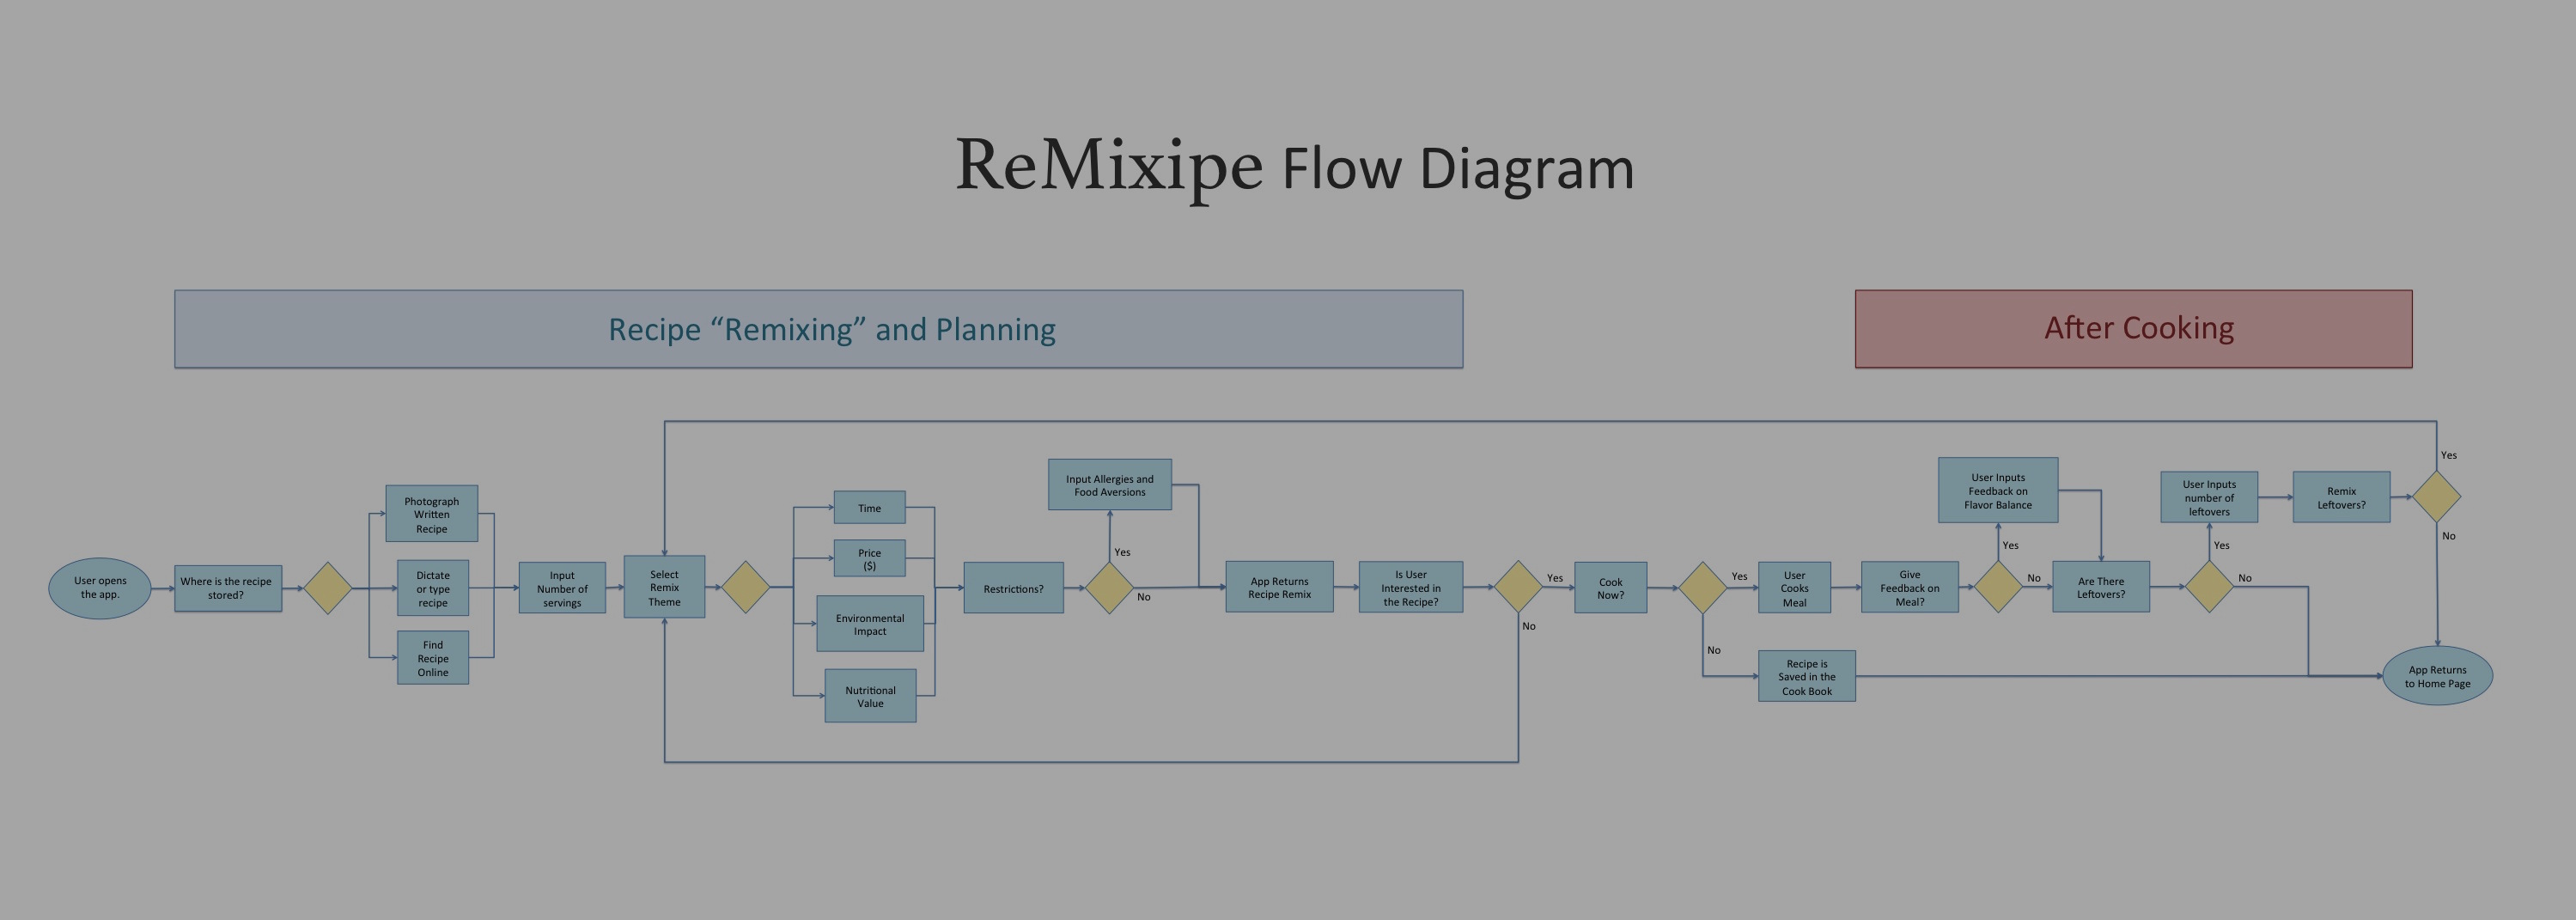 ReMixipe Flow Diagram
Recipe “Remixing” and Planning
After Cooking
User opens
the app.
Where is the recipe
stored?
Photograph
Written
Recipe
Dictate
or type
recipe
Find
Recipe
Online
Input
Number of
servings
Select
Remix
Theme
Time
Price
($)
Environmental
Impact
Nutritional
Value
Restrictions?
Input Allergies and
Food Aversions
Yes
No
App Returns
Recipe Remix
Is User
Interested in
the Recipe?
Yes
No
Cook
Now?
Yes
No
User
Cooks
Meal
Recipe is
Saved in the
Cook Book
Give
Feedback on
Meal?
User Inputs
Feedback on
Flavor Balance
Yes
No
Are There
Leftovers?
User Inputs
number of
leftovers
Yes
No
Remix
Leftovers?
Yes
No
App Returns
to Home Page